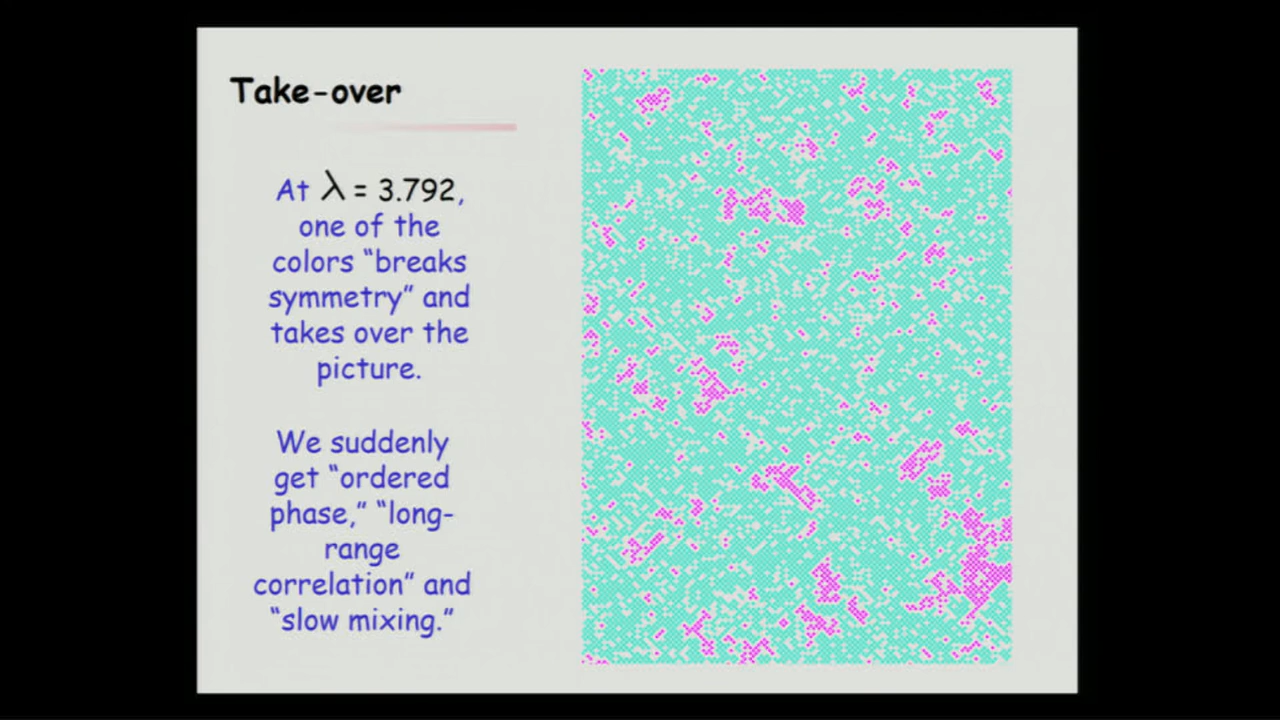 Take-over
At λ = 3.792,
one of the
colors “breaks
symmetry” and
takes over the
picture.
We suddenly
get “ordered
phase,” “long-
range
correlation” and
“slow mixing.”